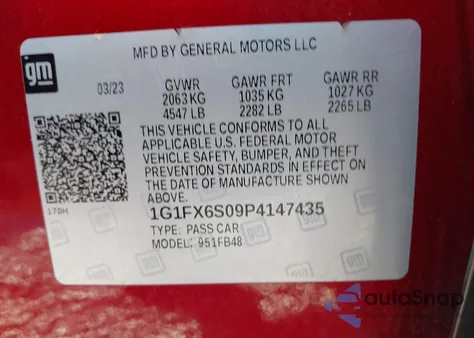 MFD BY GENERAL MOTORS LLC
gm
03/23 GVWR GAWR FRT GAWR RR
2063 KG 1035 KG 1027 KG
4547 LB 2282 LB 2265 LB
THIS VEHICLE CONFORMS TO ALL
APPLICABLE U.S. FEDERAL MOTOR
VEHICLE SAFETY, BUMPER, AND THEFT
PREVENTION STANDARDS IN EFFECT ON
THE DATE OF MANUFACTURE SHOWN
ABOVE.
170H
1G1FX6S09P4147435
TYPE: PASS CAR
MODEL: 951FB48
autoSnap